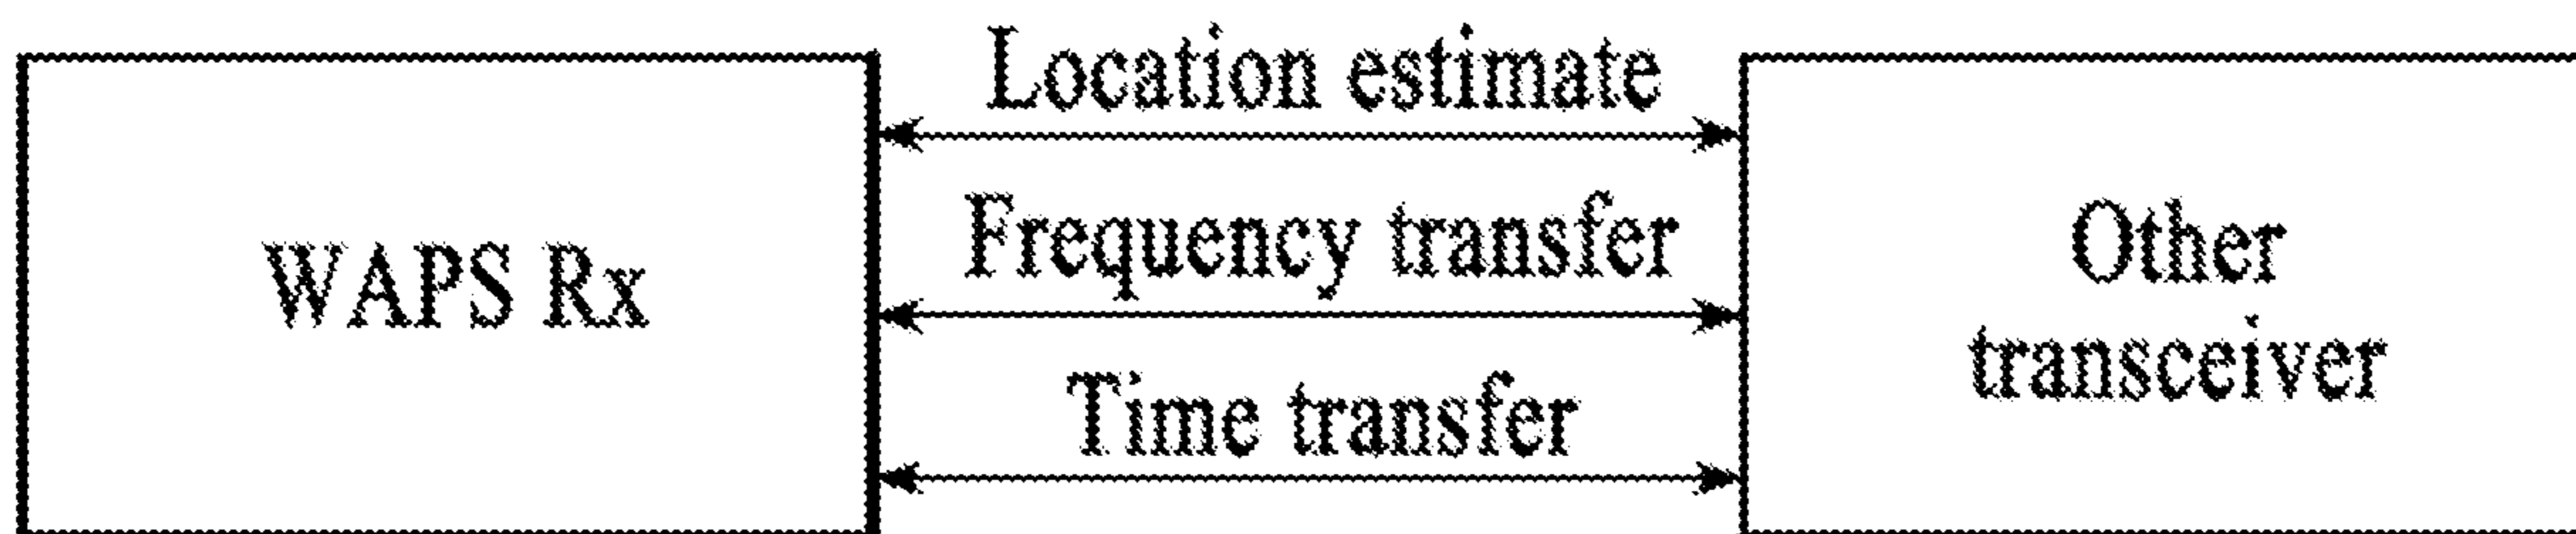 WAPS Rx
Location estimate
Frequency transfer
Time transfer
Other
transceiver